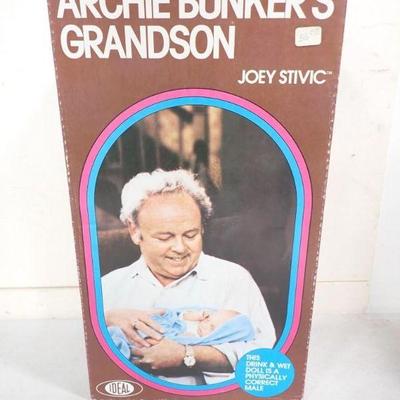 ARCHIE BUNKER'S
GRANDSON
JOEY STIVIC™
THIS
DRINK & WET
DOLL IS A
PHYSICALLY
CORRECT
MALE
IDEAL